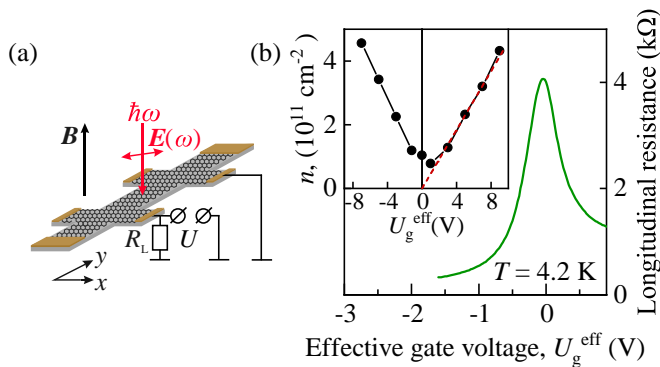 (a)
ħω
B
E(ω)
R_L
U
y
x
(b)
n, (10^11 cm^-2)
4
2
0
-8
-4
0
4
8
U_g^eff (V)
T = 4.2 K
Longitudinal resistance (kΩ)
4
2
0
-3
-2
-1
0
Effective gate voltage, U_g^eff (V)